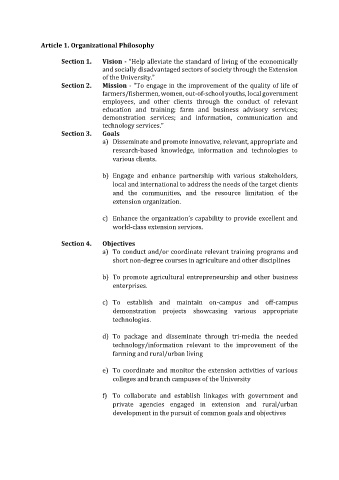 Article 1. Organizational Philosophy
Section 1. Vision - "Help alleviate the standard of living of the economically
and socially disadvantaged sectors of society through the Extension
of the University."
Section 2. Mission - "To engage in the improvement of the quality of life of
farmers/fishermen, women, out-of-school youths, local government
employees, and other clients through the conduct of relevant
education and training; farm and business advisory services;
demonstration services; and information, communication and
technology services."
Section 3. Goals
a) Disseminate and promote innovative, relevant, appropriate and
research-based knowledge, information and technologies to
various clients.
b) Engage and enhance partnership with various stakeholders,
local and international to address the needs of the target clients
and the communities, and the resource limitation of the
extension organization.
c) Enhance the organization's capability to provide excellent and
world-class extension services.
Section 4. Objectives
a) To conduct and/or coordinate relevant training programs and
short non-degree courses in agriculture and other disciplines
b) To promote agricultural entrepreneurship and other business
enterprises.
c) To establish and maintain on-campus and off-campus
demonstration projects showcasing various appropriate
technologies.
d) To package and disseminate through tri-media the needed
technology/information relevant to the improvement of the
farming and rural/urban living
e) To coordinate and monitor the extension activities of various
colleges and branch campuses of the University
f) To collaborate and establish linkages with government and
private agencies engaged in extension and rural/urban
development in the pursuit of common goals and objectives